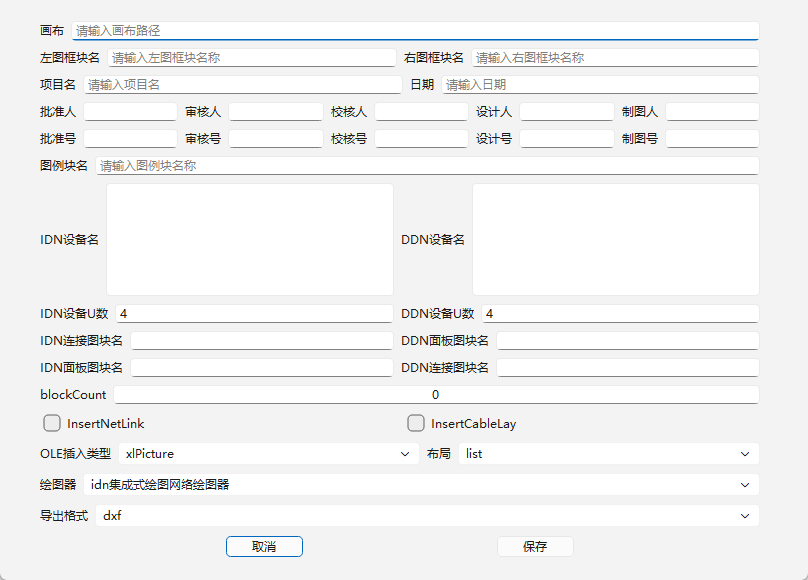 画布 请输入画布路径
左图框块名 请输入左图框块名称 右图框块名 请输入右图框块名称
项目名 请输入项目名 日期 请输入日期
批准人 审核人 校核人 设计人 制图人
批准号 审核号 校核号 设计号 制图号
图例块名 请输入图例块名称
IDN设备名 DDN设备名
IDN设备U数 4 DDN设备U数 4
IDN连接图块名 DDN面板图块名
IDN面板图块名 DDN连接图块名
blockCount 0
InsertNetLink InsertCableLay
OLE插入类型 xlPicture 布局 list
绘图器 idn集成式绘图网络绘图器
导出格式 dxf
取消 保存